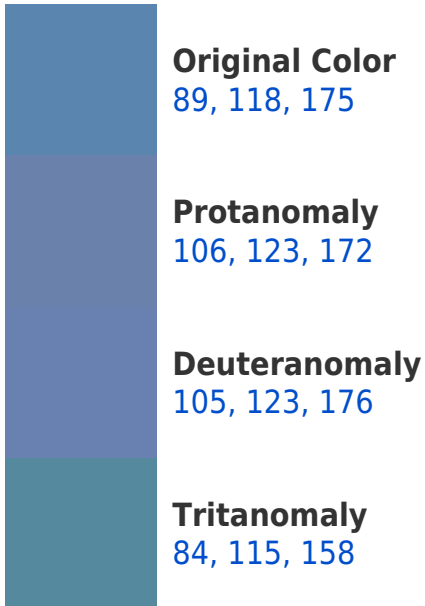 Original Color
89, 118, 175
Protanomaly
106, 123, 172
Deuteranomaly
105, 123, 176
Tritanomaly
84, 115, 158